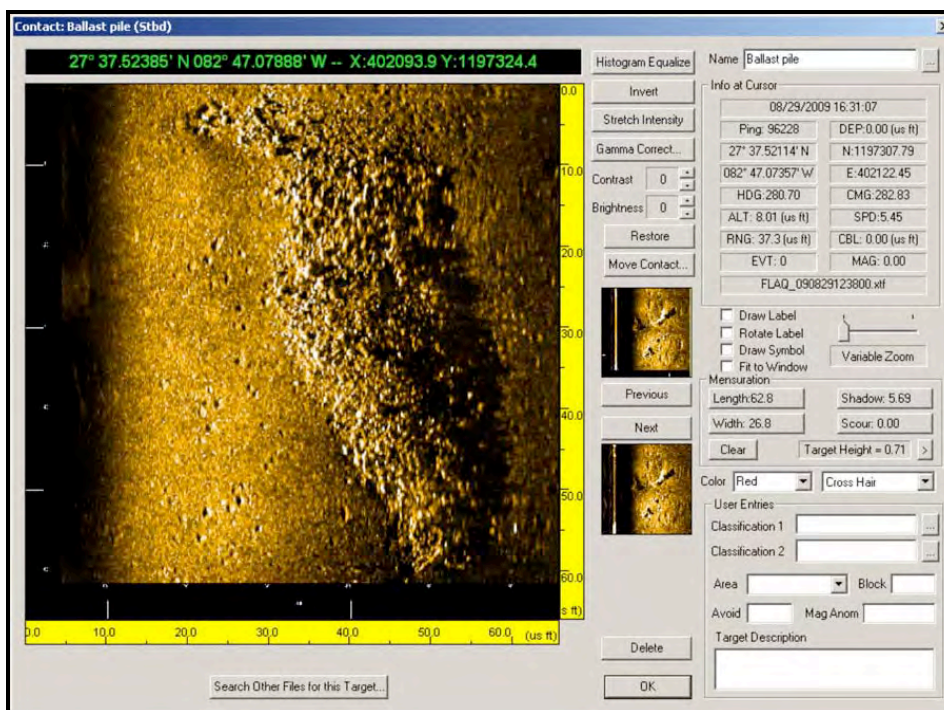 Contact: Ballast pile (Stbd)
27° 37.52385' N 082° 47.07888' W -- X:402093.9 Y:1197324.4
0.0
10.0
20.0
30.0
40.0
50.0
60.0
s ft)
0.0
10.0
20.0
30.0
40.0
50.0
60.0
(us ft)
Search Other Files for this Target...
Histogram Equalize
Invert
Stretch Intensity
Gamma Correct...
Contrast 0
Brightness 0
Restore
Move Contact...
Previous
Next
Delete
OK
Name Ballast pile ...
Info at Cursor
08/29/2009 16:31:07
Ping: 96228 DEP:0.00 (us ft)
27° 37.52114' N N:1197307.79
082° 47.07357' W E:402122.45
HDG:280.70 CMG:282.83
ALT: 8.01 (us ft) SPD:5.45
RNG: 37.3 (us ft) CBL: 0.00 (us ft)
EVT: 0 MAG: 0.00
FLAQ_090829123800.xtf
Draw Label
Rotate Label
Draw Symbol
Fit to Window
Variable Zoom
Mensuration
Length:62.8 Shadow: 5.69
Width: 26.8 Scour: 0.00
Clear Target Height = 0.71 >
Color Red Cross Hair
User Entries
Classification 1 ...
Classification 2 ...
Area Block
Avoid Mag Anom
Target Description